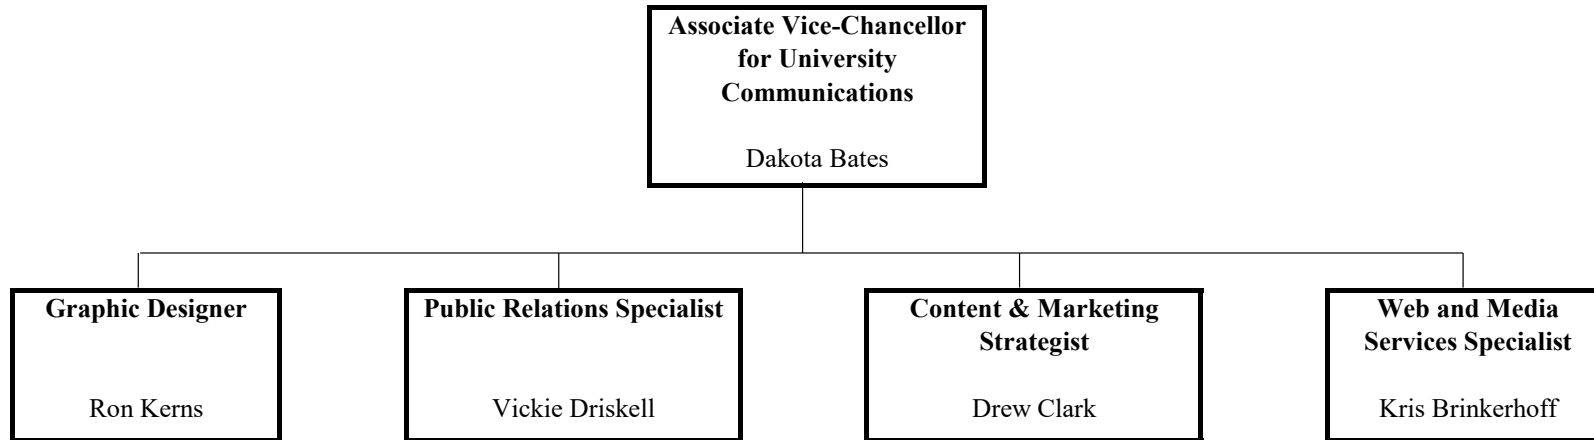 Associate Vice-Chancellor
for University
Communications
Dakota Bates
Graphic Designer
Ron Kerns
Public Relations Specialist
Vickie Driskell
Content & Marketing
Strategist
Drew Clark
Web and Media
Services Specialist
Kris Brinkerhoff